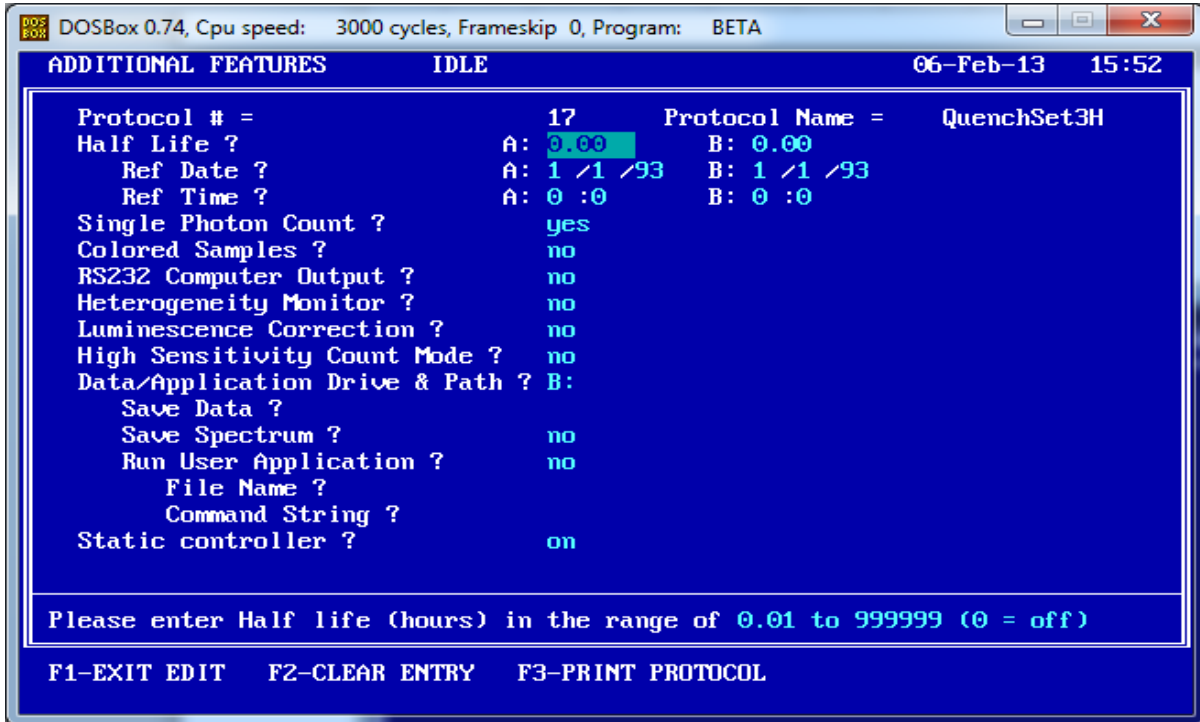 DOS BOX DOSBox 0.74, Cpu speed: 3000 cycles, Frameskip 0, Program: BETA
ADDITIONAL FEATURES IDLE 06-Feb-13 15:52
Protocol # = 17 Protocol Name = QuenchSet3H
Half Life ? A: 0.00 B: 0.00
Ref Date ? A: 1 /1 /93 B: 1 /1 /93
Ref Time ? A: 0 :0 B: 0 :0
Single Photon Count ? yes
Colored Samples ? no
RS232 Computer Output ? no
Heterogeneity Monitor ? no
Luminescence Correction ? no
High Sensitivity Count Mode ? no
Data/Application Drive & Path ? B:
Save Data ?
Save Spectrum ? no
Run User Application ? no
File Name ?
Command String ?
Static controller ? on
Please enter Half life (hours) in the range of 0.01 to 999999 (0 = off)
F1-EXIT EDIT F2-CLEAR ENTRY F3-PRINT PROTOCOL